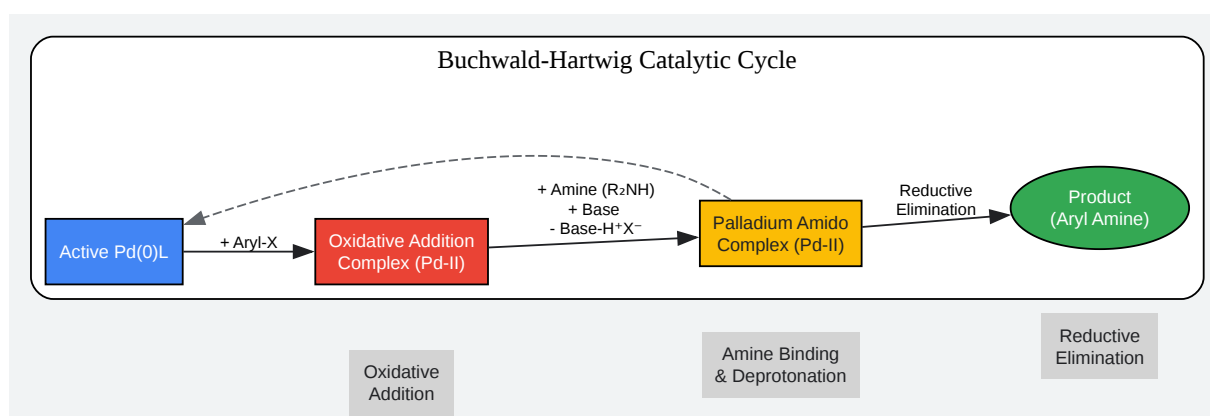 Buchwald-Hartwig Catalytic Cycle
Active Pd(0)L
+ Aryl-X
Oxidative Addition
Complex (Pd-II)
+ Amine (R₂NH)
+ Base
- Base-H⁺X⁻
Palladium Amido
Complex (Pd-II)
Reductive
Elimination
Product
(Aryl Amine)
Oxidative
Addition
Amine Binding
& Deprotonation
Reductive
Elimination